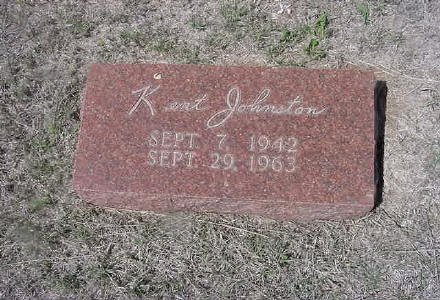 Kent Johnston
SEPT. 7, 1942
SEPT. 29, 1963